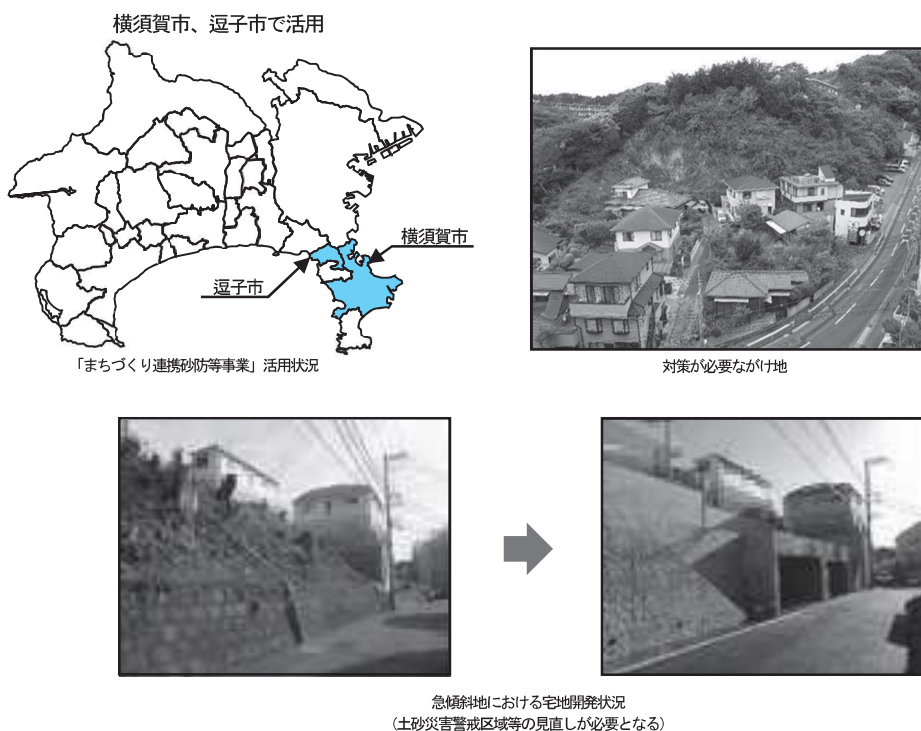 横須賀市、逗子市で活用
横須賀市
逗子市
「まちづくり連携砂防等事業」活用状況
対策が必要ながけ地
急傾斜地における宅地開発状況
(土砂災害警戒区域等の見直しが必要となる)